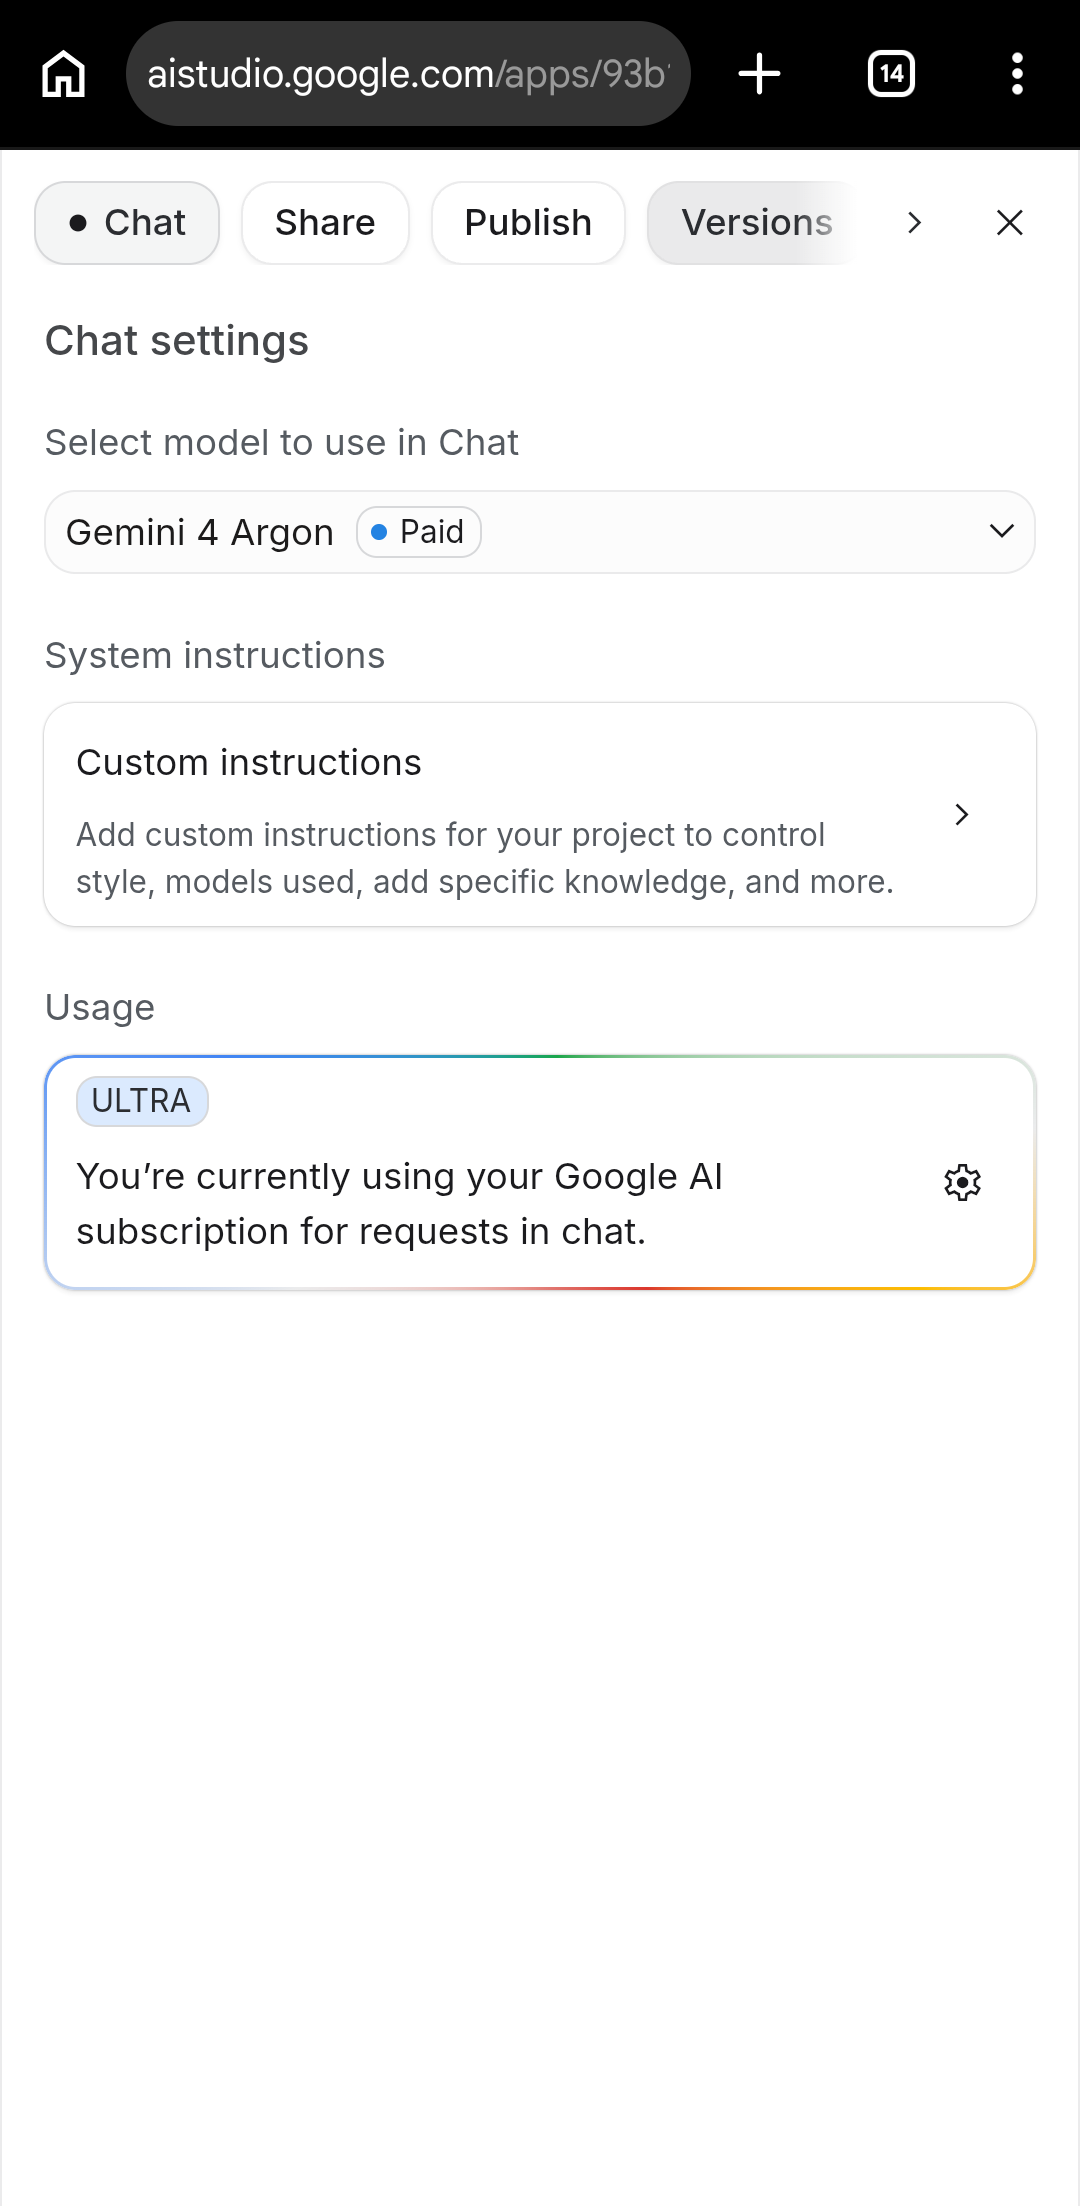 aistudio.google.com/apps/93b
14
Chat
Share
Publish
Versions
Chat settings
Select model to use in Chat
Gemini 4 Argon
Paid
System instructions
Custom instructions
Add custom instructions for your project to control
style, models used, add specific knowledge, and more.
Usage
ULTRA
You’re currently using your Google AI
subscription for requests in chat.